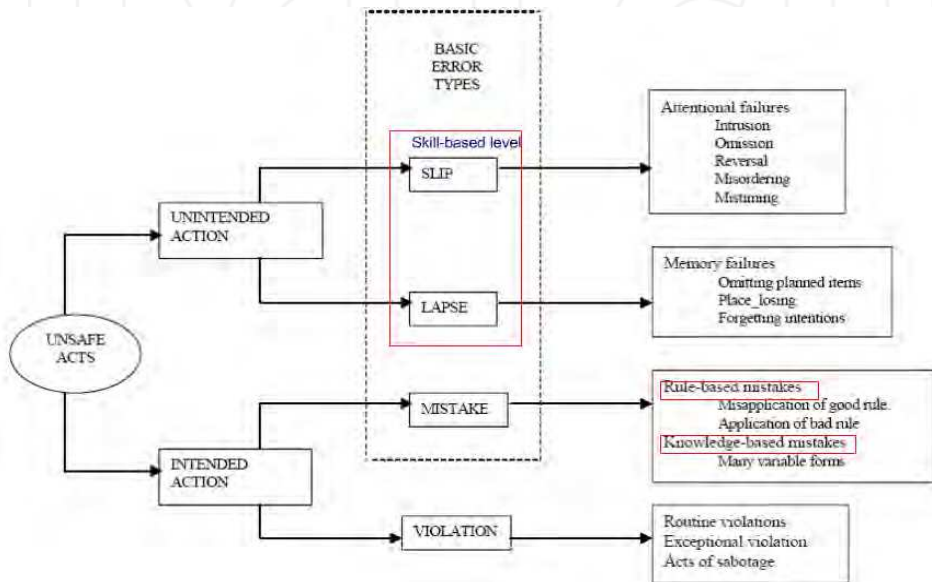 BASIC
ERROR
TYPES
Skill-based level
SLIP
Attentional failures
Intrusion
Omission
Reversal
Misordering
Mistiming
UNINTENDED
ACTION
LAPSE
Memory failures
Omitting planned items
Place_losing
Forgetting intentions
UNSAFE
ACTS
MISTAKE
Rule-based mistakes
Misapplication of good rule.
Application of bad rule
Knowledge-based mistakes
Many variable forms
INTENDED
ACTION
VIOLATION
Routine violations
Exceptional violation
Acts of sabotage